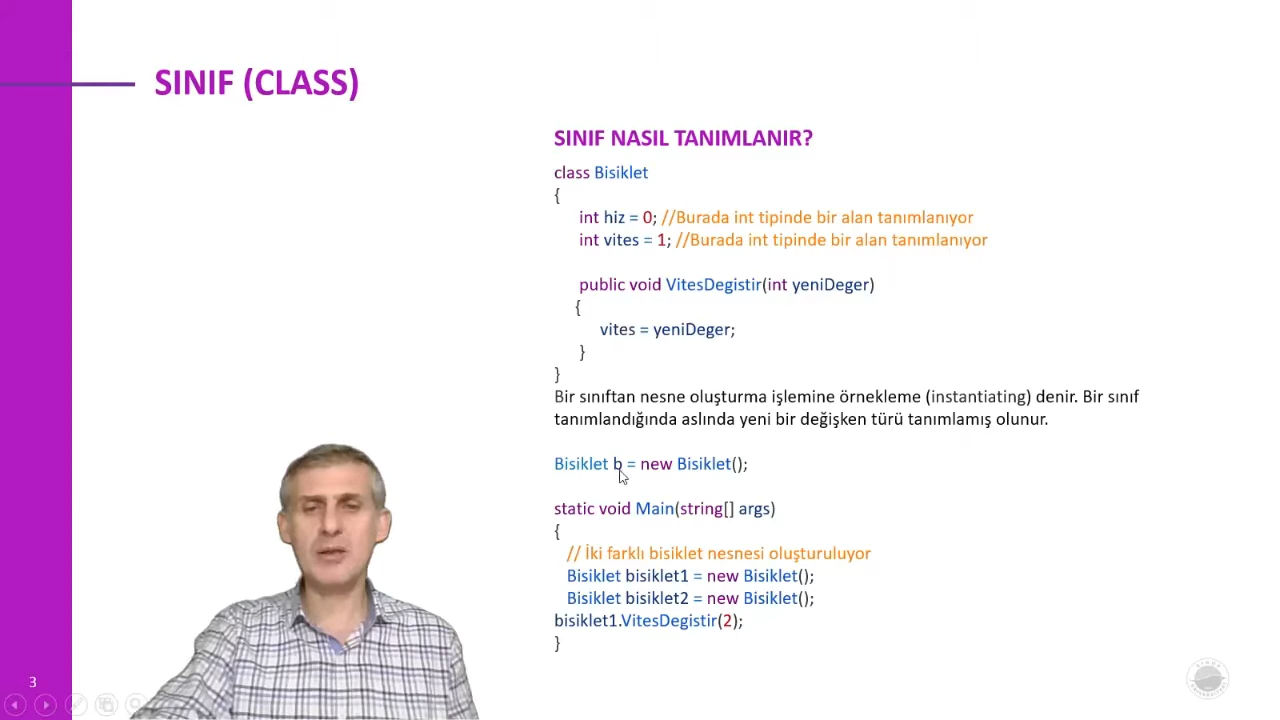 SINIF (CLASS)
SINIF NASIL TANIMLANIR?
class Bisiklet
{
int hiz = 0; //Burada int tipinde bir alan tanımlanıyor
int vites = 1; //Burada int tipinde bir alan tanımlanıyor
public void VitesDegistir(int yeniDeger)
{
vites = yeniDeger;
}
}
Bir sınıftan nesne oluşturma işlemine örnekleme (instantiating) denir. Bir sınıf
tanımlandığında aslında yeni bir değişken türü tanımlamış olunur.
Bisiklet b = new Bisiklet();
static void Main(string[] args)
{
// İki farklı bisiklet nesnesi oluşturuluyor
Bisiklet bisiklet1 = new Bisiklet();
Bisiklet bisiklet2 = new Bisiklet();
bisiklet1.VitesDegistir(2);
}
3